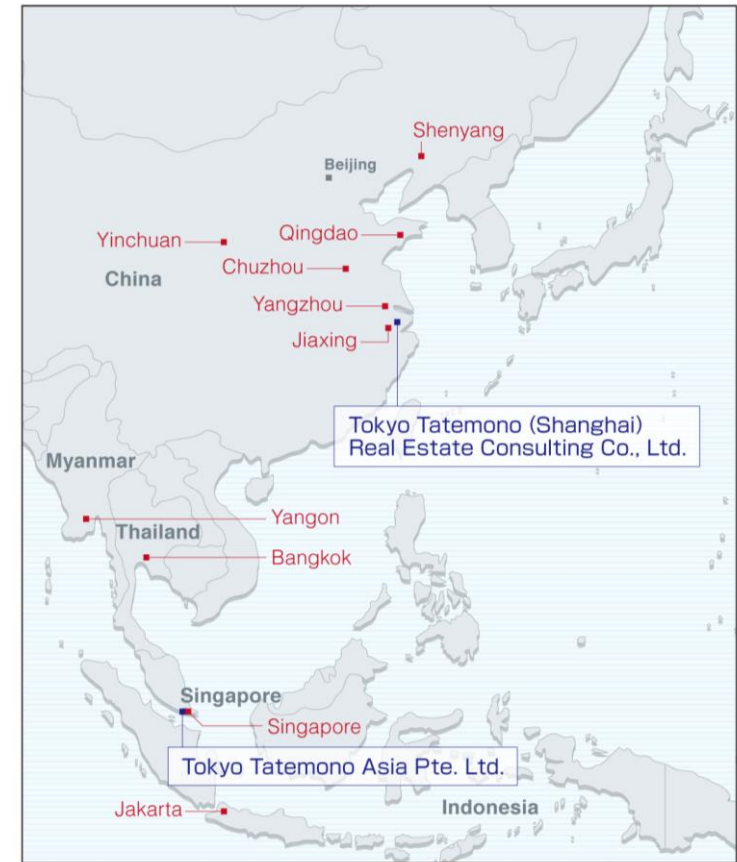 Shenyang
Beijing
Yinchuan
Qingdao
China
Chuzhou
Yangzhou
Jiaxing
Tokyo Tatemono (Shanghai)
Real Estate Consulting Co., Ltd.
Myanmar
Yangon
Thailand
Bangkok
Singapore
Singapore
Tokyo Tatemono Asia Pte. Ltd.
Jakarta
Indonesia